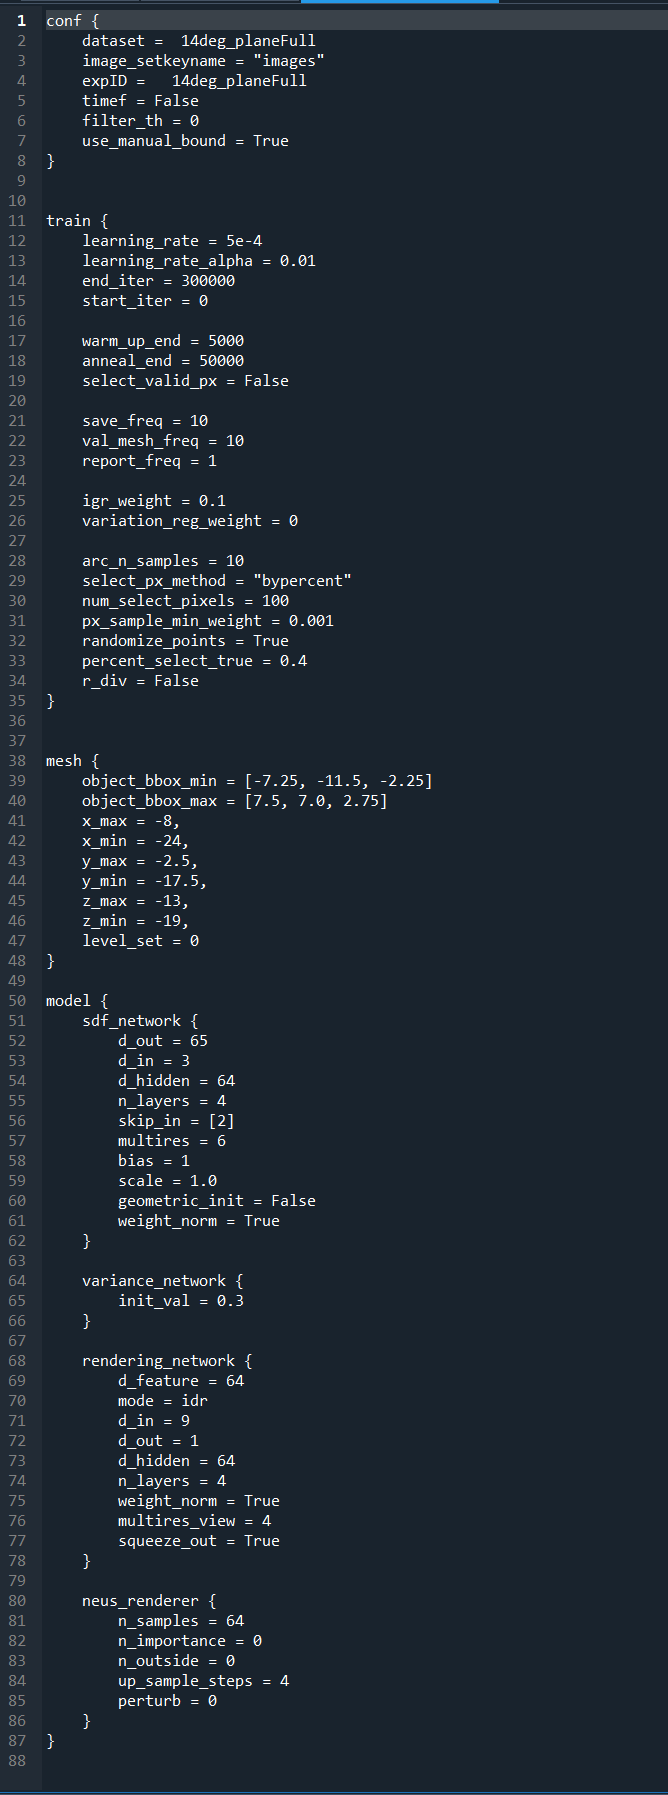 1 conf {
2     dataset =  14deg_planeFull
3     image_setkeyname = "images"
4     expID =   14deg_planeFull
5     timef = False
6     filter_th = 0
7     use_manual_bound = True
8 }
9
10
11 train {
12     learning_rate = 5e-4
13     learning_rate_alpha = 0.01
14     end_iter = 300000
15     start_iter = 0
16
17     warm_up_end = 5000
18     anneal_end = 50000
19     select_valid_px = False
20
21     save_freq = 10
22     val_mesh_freq = 10
23     report_freq = 1
24
25     igr_weight = 0.1
26     variation_reg_weight = 0
27
28     arc_n_samples = 10
29     select_px_method = "bypercent"
30     num_select_pixels = 100
31     px_sample_min_weight = 0.001
32     randomize_points = True
33     percent_select_true = 0.4
34     r_div = False
35 }
36
37
38 mesh {
39     object_bbox_min = [-7.25, -11.5, -2.25]
40     object_bbox_max = [7.5, 7.0, 2.75]
41     x_max = -8,
42     x_min = -24,
43     y_max = -2.5,
44     y_min = -17.5,
45     z_max = -13,
46     z_min = -19,
47     level_set = 0
48 }
49
50 model {
51     sdf_network {
52         d_out = 65
53         d_in = 3
54         d_hidden = 64
55         n_layers = 4
56         skip_in = [2]
57         multires = 6
58         bias = 1
59         scale = 1.0
60         geometric_init = False
61         weight_norm = True
62     }
63
64     variance_network {
65         init_val = 0.3
66     }
67
68     rendering_network {
69         d_feature = 64
70         mode = idr
71         d_in = 9
72         d_out = 1
73         d_hidden = 64
74         n_layers = 4
75         weight_norm = True
76         multires_view = 4
77         squeeze_out = True
78     }
79
80     neus_renderer {
81         n_samples = 64
82         n_importance = 0
83         n_outside = 0
84         up_sample_steps = 4
85         perturb = 0
86     }
87 }
88